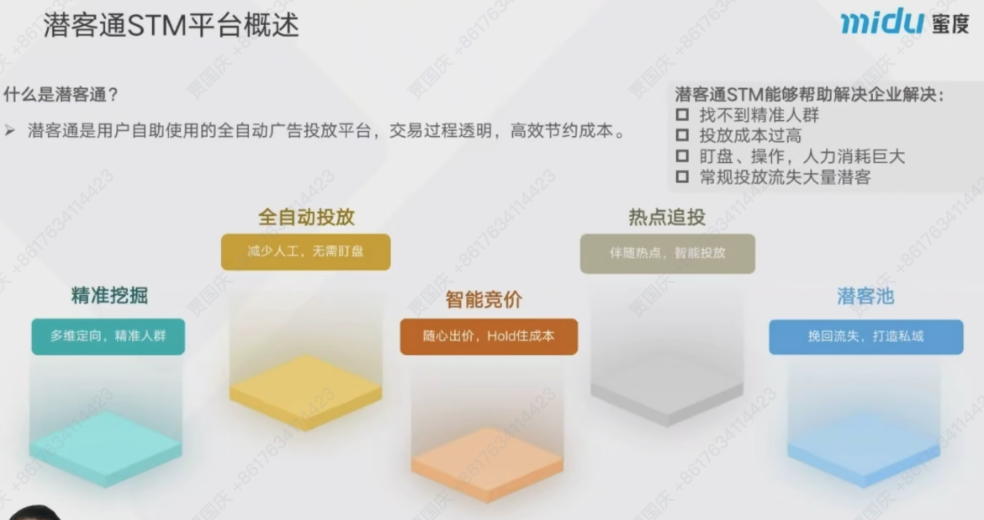 潜客通STM平台概述
midu 蜜度
什么是潜客通？
➢ 潜客通是用户自助使用的全自动广告投放平台，交易过程透明，高效节约成本。
潜客通STM能够帮助解决企业解决：
找不到精准人群
投放成本过高
盯盘、操作，人力消耗巨大
常规投放流失大量潜客
全自动投放
减少人工，无需盯盘
热点追投
伴随热点，智能投放
精准挖掘
多维定向，精准人群
智能竞价
随心出价，Hold住成本
潜客池
挽回流失，打造私域
贾国庆 +8617634114423